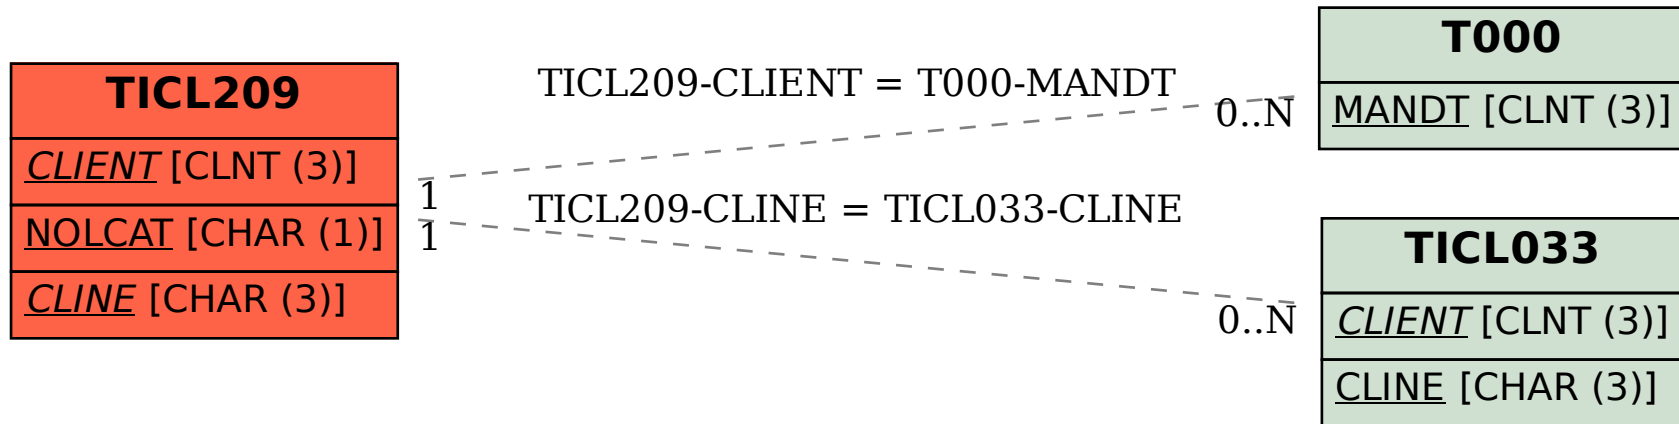 TICL209
CLIENT [CLNT (3)]
NOLCAT [CHAR (1)]
CLINE [CHAR (3)]
TICL209-CLIENT = T000-MANDT
1
0..N
TICL209-CLINE = TICL033-CLINE
1
0..N
T000
MANDT [CLNT (3)]
TICL033
CLIENT [CLNT (3)]
CLINE [CHAR (3)]